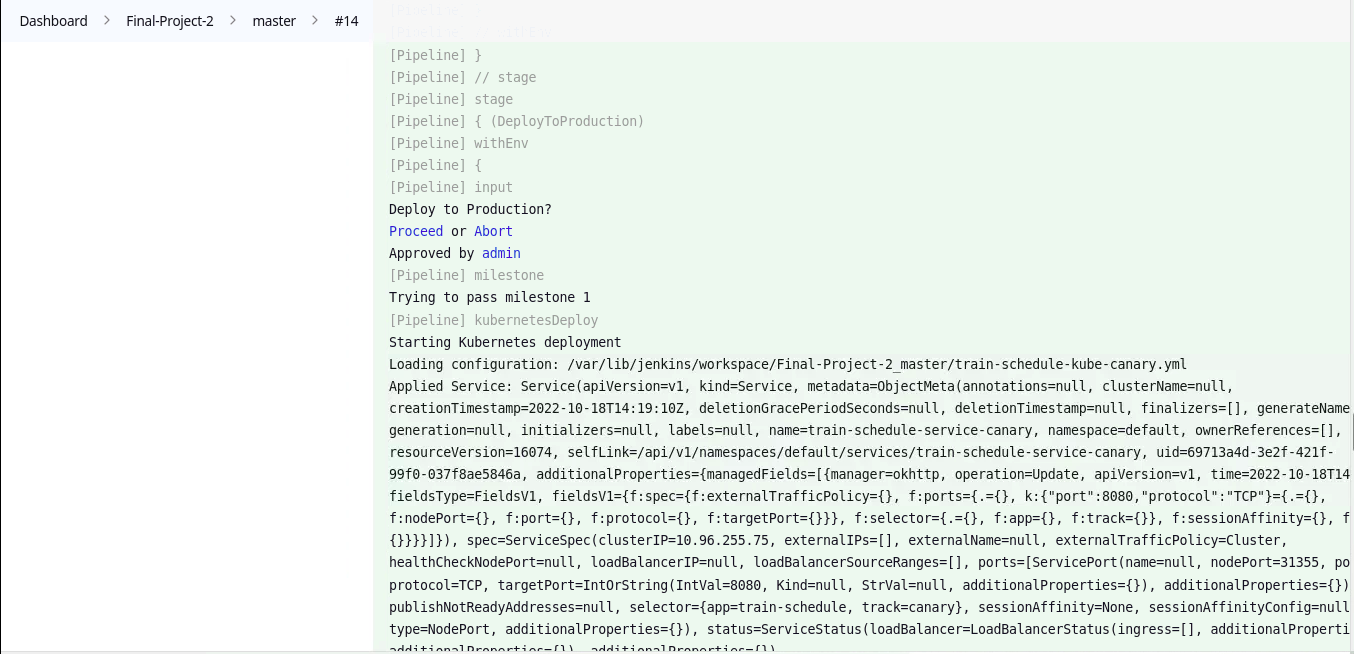 Dashboard > Final-Project-2 > master > #14
[Pipeline] }
[Pipeline] // stage
[Pipeline] stage
[Pipeline] { (DeployToProduction)
[Pipeline] withEnv
[Pipeline] {
[Pipeline] input
Deploy to Production?
Proceed or Abort
Approved by admin
[Pipeline] milestone
Trying to pass milestone 1
[Pipeline] kubernetesDeploy
Starting Kubernetes deployment
Loading configuration: /var/lib/jenkins/workspace/Final-Project-2_master/train-schedule-kube-canary.yml
Applied Service: Service(apiVersion=v1, kind=Service, metadata=ObjectMeta(annotations=null, clusterName=null,
creationTimestamp=2022-10-18T14:19:10Z, deletionGracePeriodSeconds=null, deletionTimestamp=null, finalizers=[], generateName
generation=null, initializers=null, labels=null, name=train-schedule-service-canary, namespace=default, ownerReferences=[],
resourceVersion=16074, selfLink=/api/v1/namespaces/default/services/train-schedule-service-canary, uid=69713a4d-3e2f-421f-
99f0-037f8ae5846a, additionalProperties={managedFields=[{manager=okhttp, operation=Update, apiVersion=v1, time=2022-10-18T14
fieldsType=FieldsV1, fieldsV1={f:spec={f:externalTrafficPolicy={}, f:ports={.={}, k:{"port":8080,"protocol":"TCP"}={.={},
f:nodePort={}, f:port={}, f:protocol={}, f:targetPort={}}}, f:selector={.={}, f:app={}, f:track={}}, f:sessionAffinity={}, f
{}}}}]}), spec=ServiceSpec(clusterIP=10.96.255.75, externalIPs=[], externalName=null, externalTrafficPolicy=Cluster,
healthCheckNodePort=null, loadBalancerIP=null, loadBalancerSourceRanges=[], ports=[ServicePort(name=null, nodePort=31355, po
protocol=TCP, targetPort=IntOrString(IntVal=8080, Kind=null, StrVal=null, additionalProperties={}), additionalProperties={})
publishNotReadyAddresses=null, selector={app=train-schedule, track=canary}, sessionAffinity=None, sessionAffinityConfig=null
type=NodePort, additionalProperties={}), status=ServiceStatus(loadBalancer=LoadBalancerStatus(ingress=[], additionalProperti
additionalProperties={}), additionalProperties={})